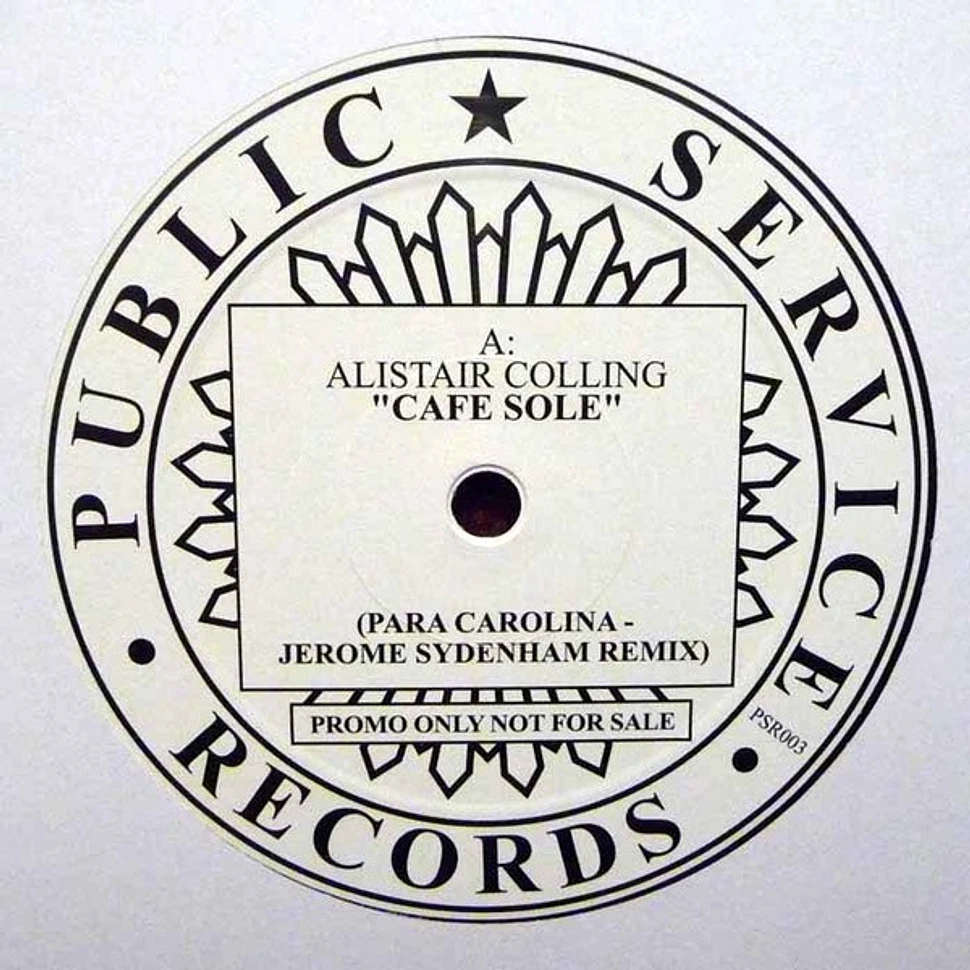 PUBLIC ★ SERVICE
• RECORDS •
A:
ALISTAIR COLLING
"CAFE SOLE"
(PARA CAROLINA -
JEROME SYDENHAM REMIX)
PROMO ONLY NOT FOR SALE
PSR003